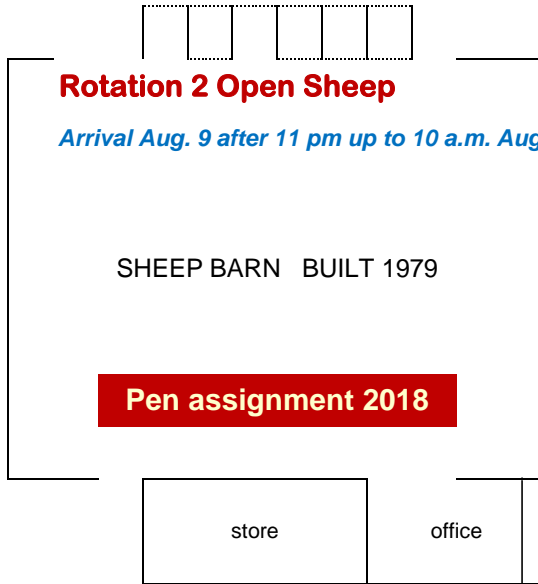 Rotation 2 Open Sheep
Arrival Aug. 9 after 11 pm up to 10 a.m. Aug
SHEEP BARN BUILT 1979
Pen assignment 2018
store office